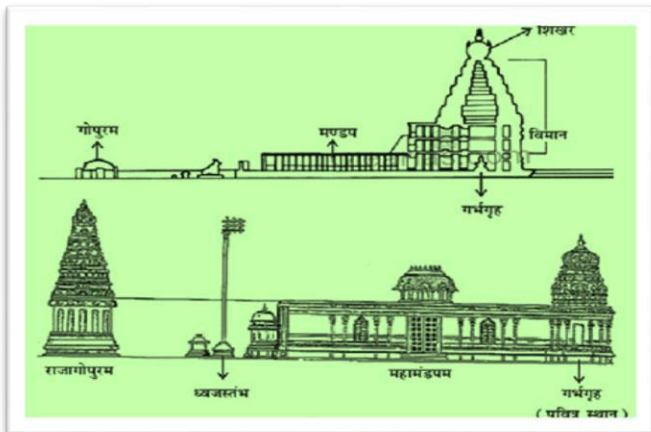 शिखर
गोपुरम
मण्डप
विमान
गर्भगृह
राजागोपुरम
ध्वजस्तंभ
महामंडपम
गर्भगृह
( पवित्र स्थान )